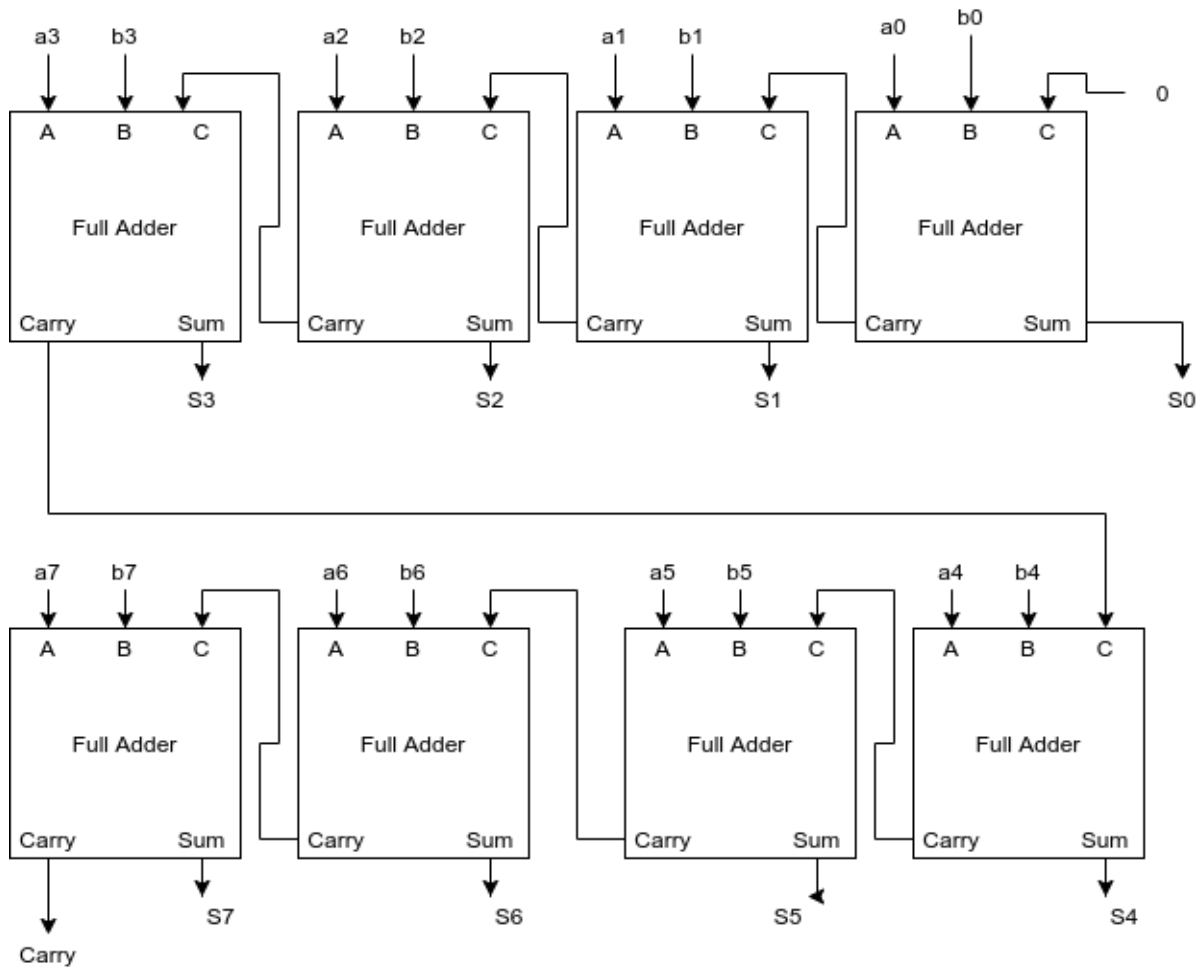 a3 b3 a2 b2 a1 b1 a0 b0
0
A B C A B C A B C A B C
Full Adder Full Adder Full Adder Full Adder
Carry Sum Carry Sum Carry Sum Carry Sum
S3 S2 S1 S0
a7 b7 a6 b6 a5 b5 a4 b4
A B C A B C A B C A B C
Full Adder Full Adder Full Adder Full Adder
Carry Sum Carry Sum Carry Sum Carry Sum
S7 S6 S5 S4
Carry